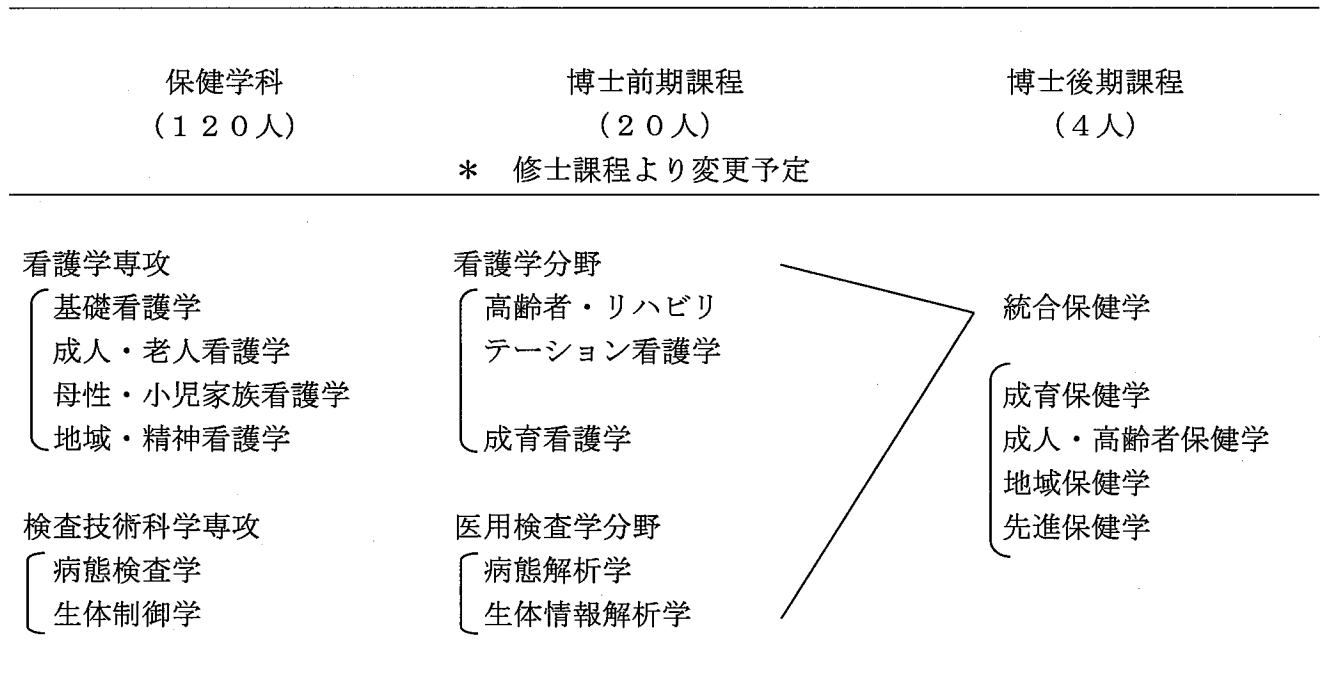 保健学科
(１２０人)
博士前期課程
(２０人)
＊　修士課程より変更予定
博士後期課程
(４人)
看護学専攻
基礎看護学
成人・老人看護学
母性・小児家族看護学
地域・精神看護学
検査技術科学専攻
病態検査学
生体制御学
看護学分野
高齢者・リハビリ
テーション看護学
成育看護学
医用検査学分野
病態解析学
生体情報解析学
統合保健学
成育保健学
成人・高齢者保健学
地域保健学
先進保健学